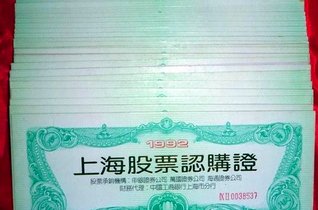 1992
上海股票認購證
股票承銷機構：申銀證券公司 萬國證券公司 海通證券公司
財務代理：中國工商銀行上海市分行
0038537